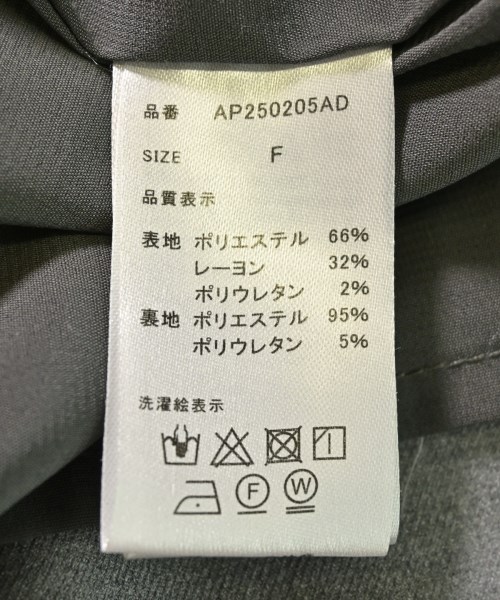 品番 AP250205AD
SIZE F
品質表示
表地 ポリエステル 66%
レーヨン 32%
ポリウレタン 2%
裏地 ポリエステル 95%
ポリウレタン 5%
洗濯絵表示
F W